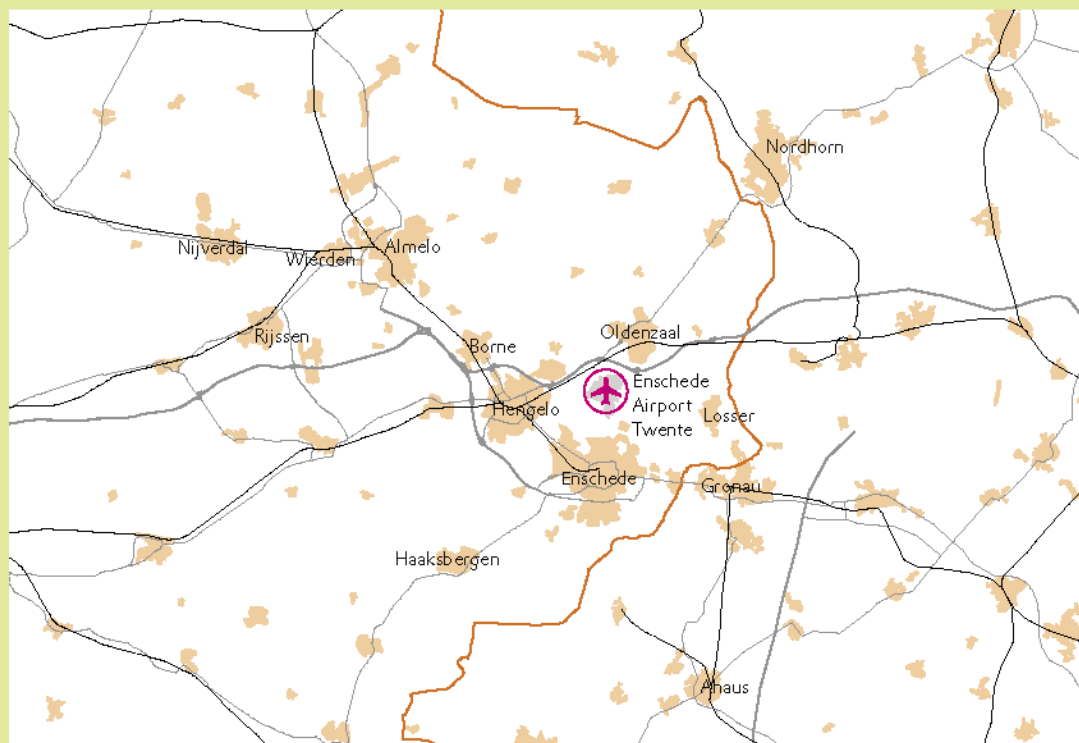 Nordhorn
Nijverdal
Almelo
Wierden
Rijssen
Oldenzaal
Borne
Enschede
Airport
Twente
Hengelo
Losser
Enschede
Gronau
Haaksbergen
Ahaus